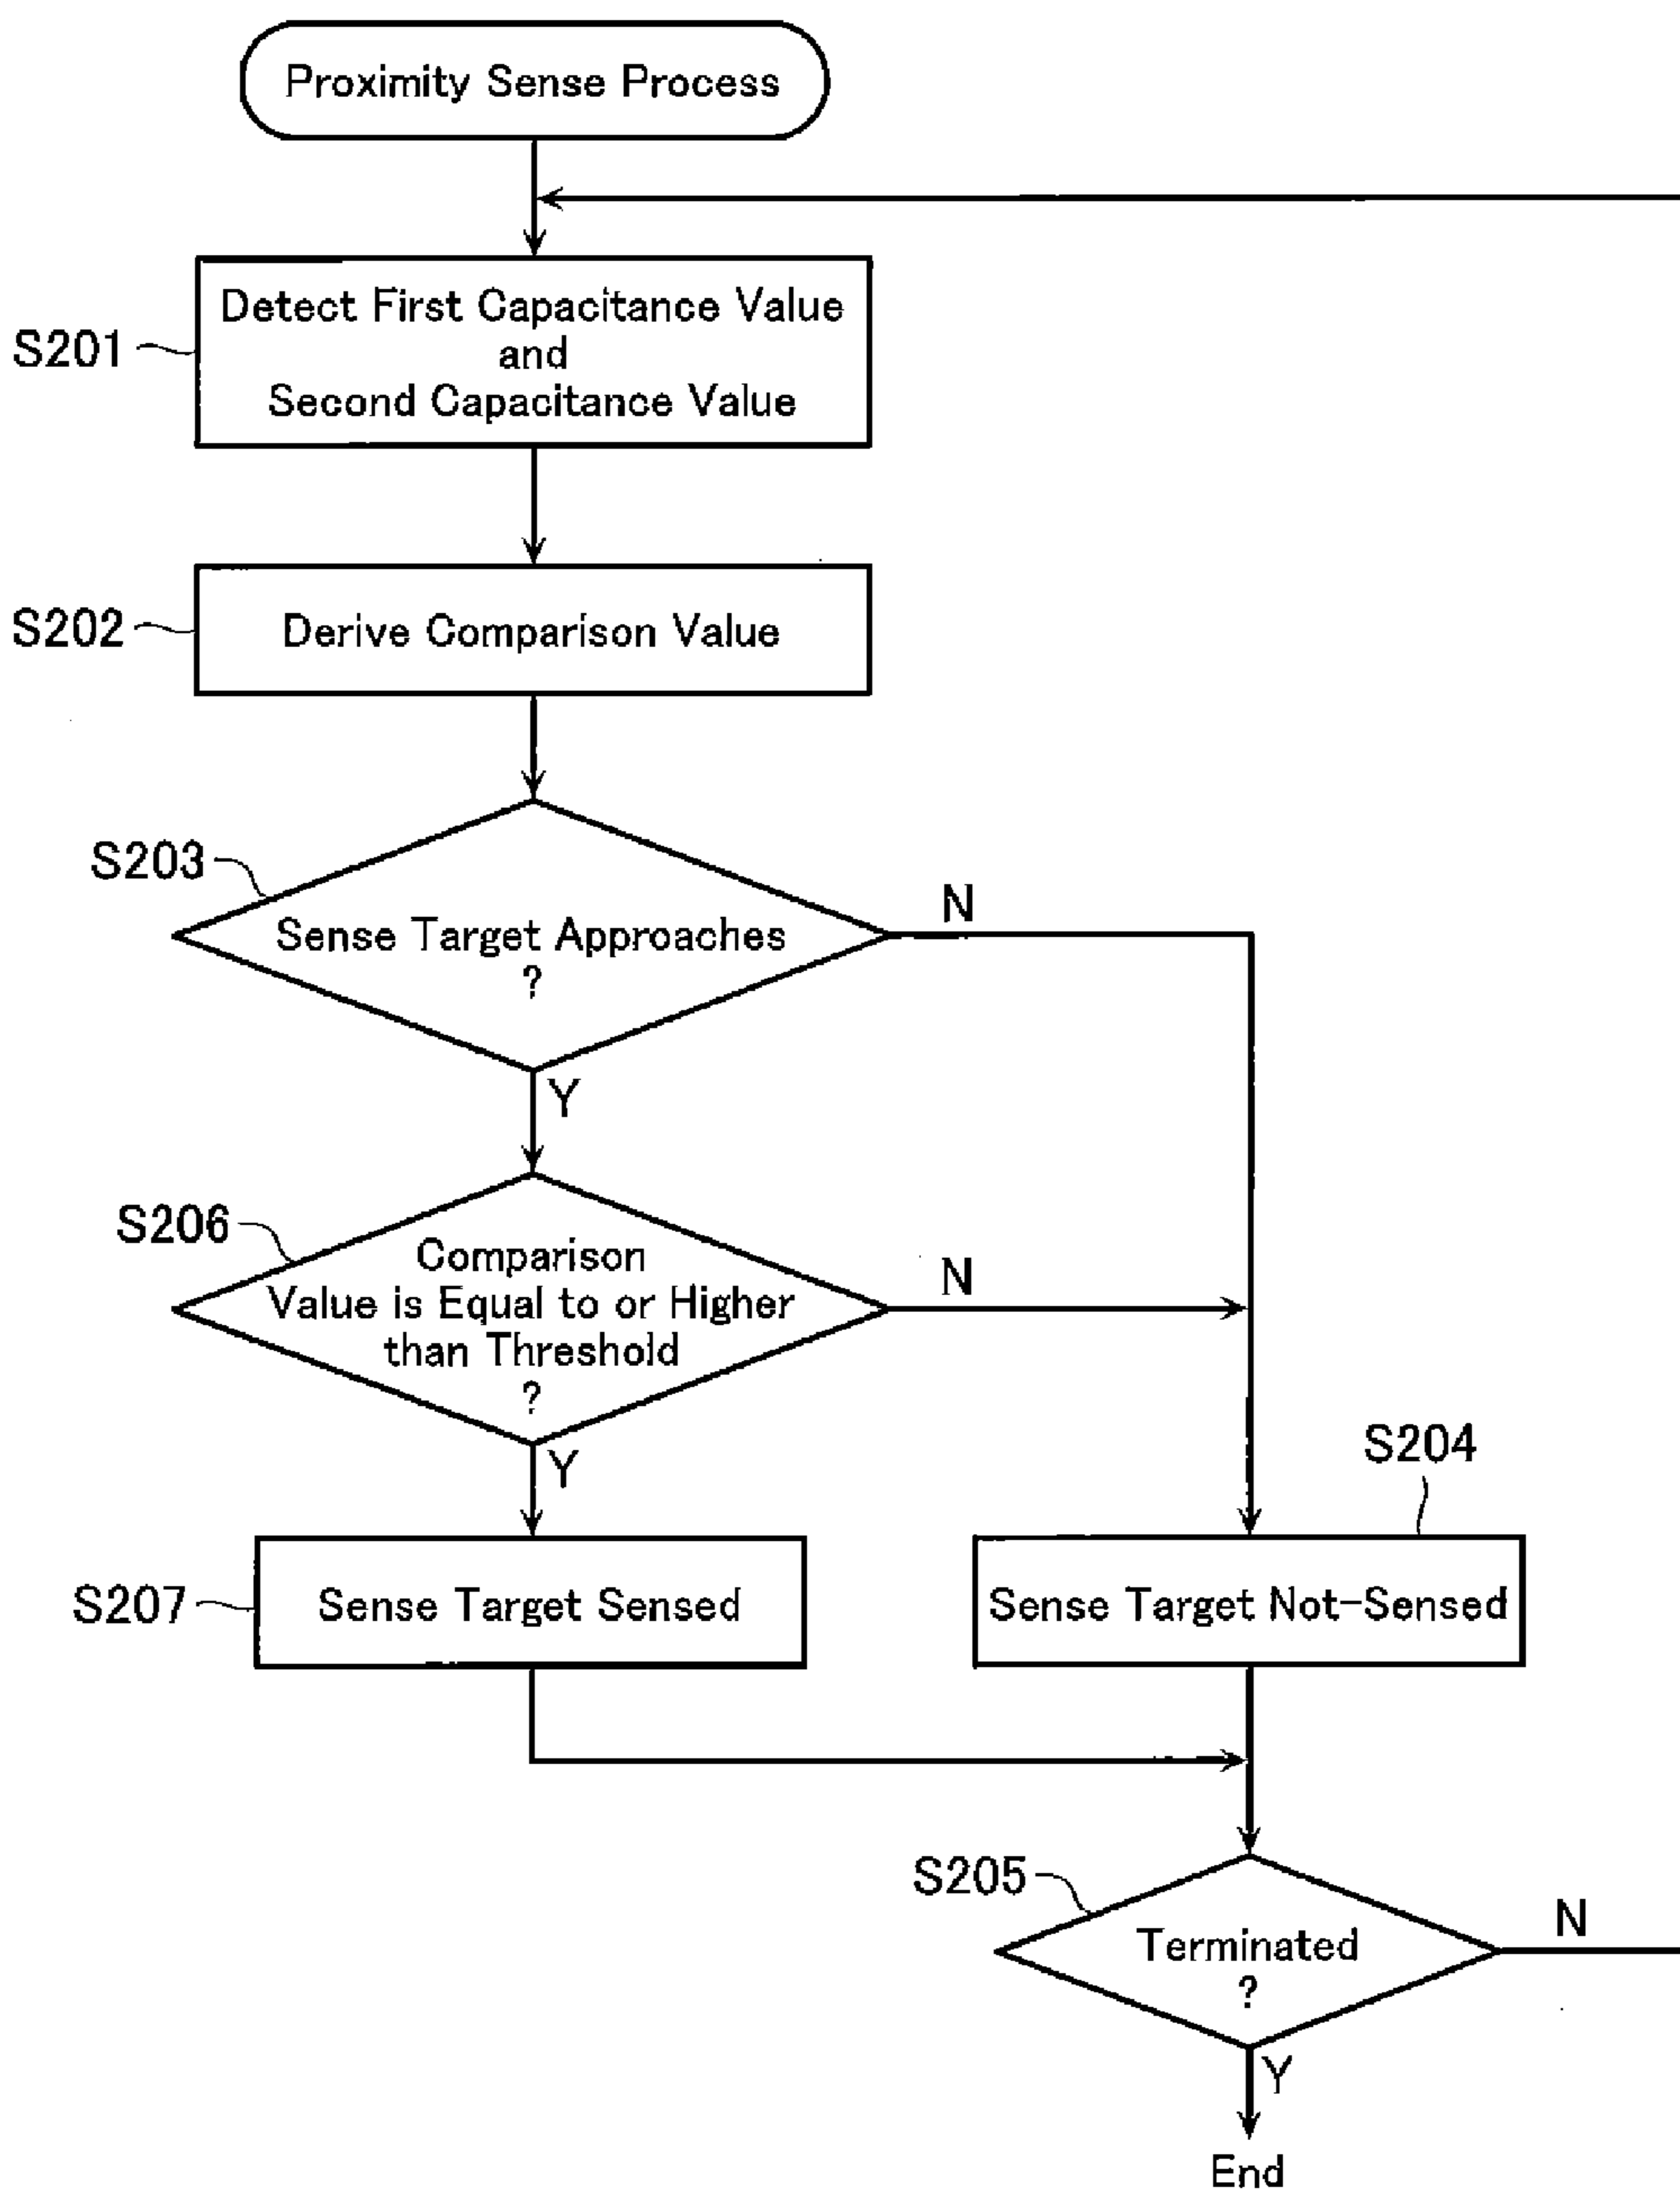 Proximity Sense Process
Detect First Capacitance Value
and
Second Capacitance Value
S201
Derive Comparison Value
S202
S203
Sense Target Approaches
?
N
Y
S206
Comparison
Value is Equal to or Higher
than Threshold
?
N
Y
S204
S207
Sense Target Sensed
Sense Target Not-Sensed
S205
Terminated
?
N
Y
End